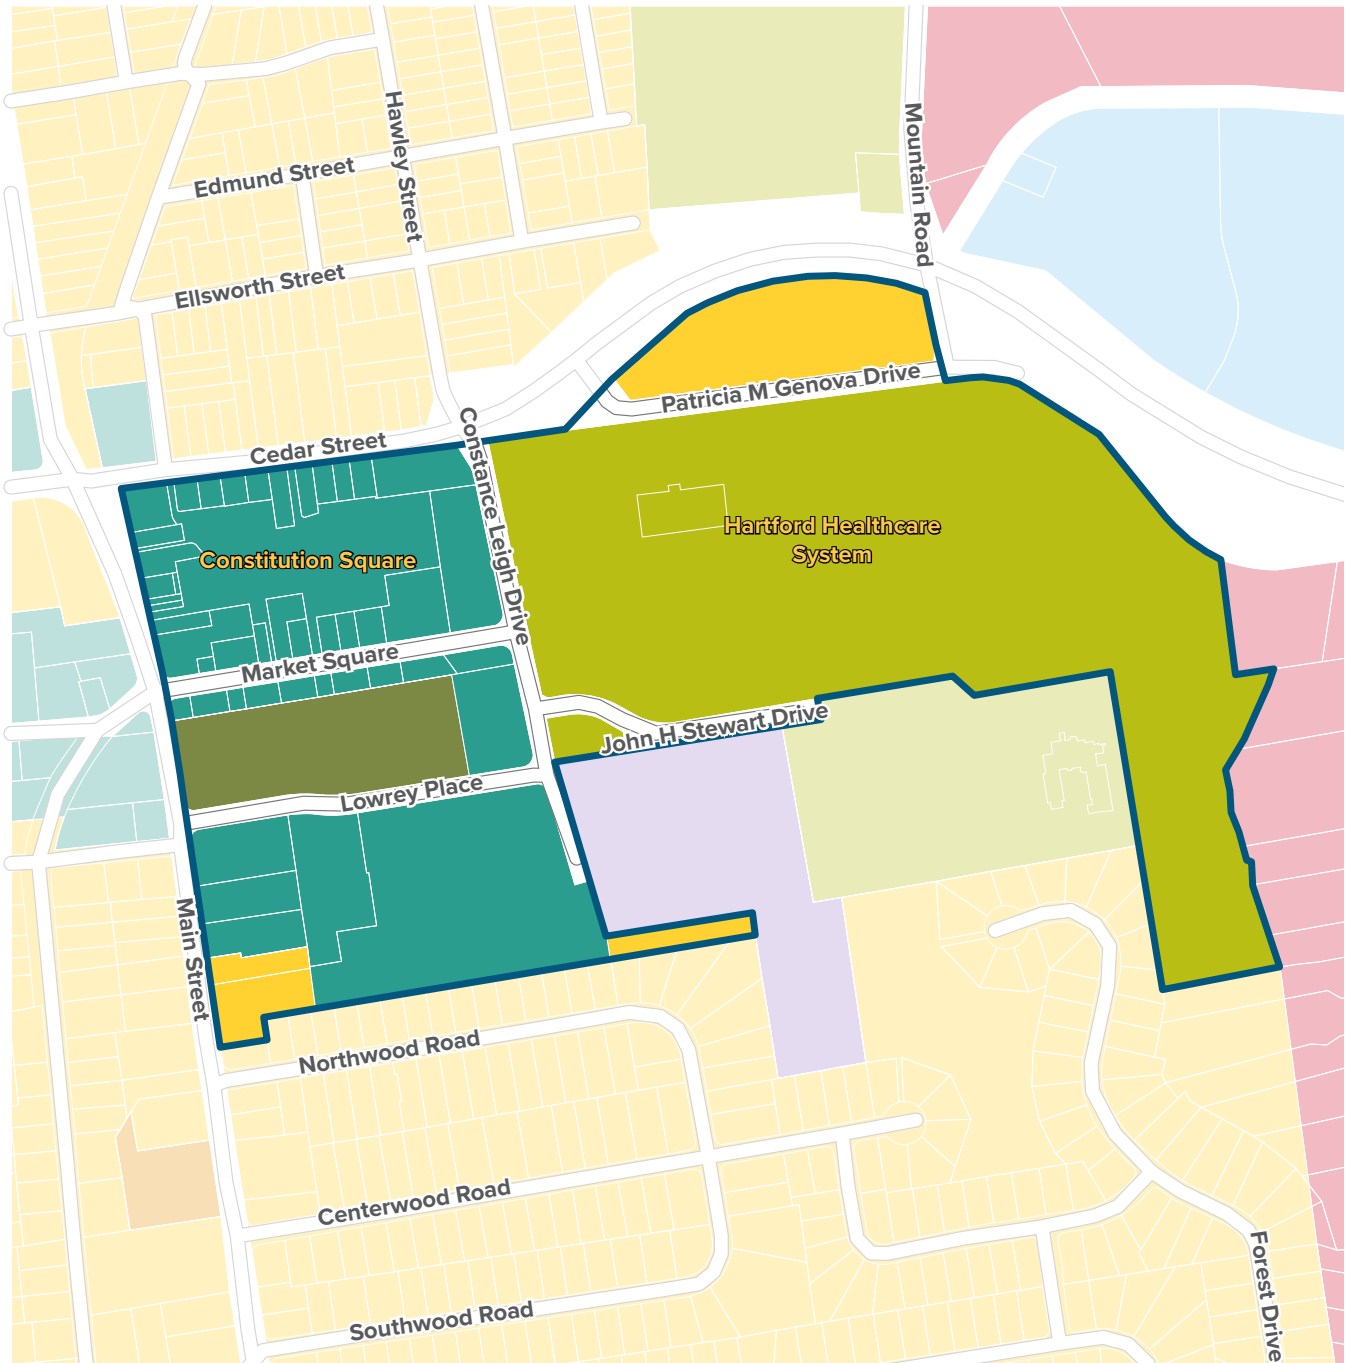 Hawley Street
Mountain Road
Edmund Street
Ellsworth Street
Patricia M Genova Drive
Cedar Street
Constance Leigh Drive
Hartford Healthcare
System
Constitution Square
Market Square
John H Stewart Drive
Lowrey Place
Main Street
Northwood Road
Centerwood Road
Forest Drive
Southwood Road